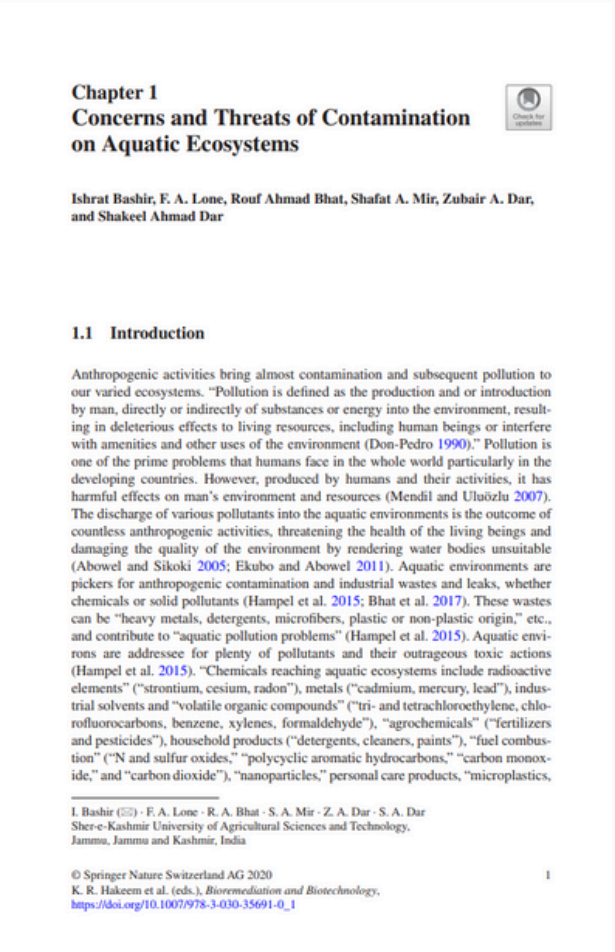 Chapter 1
Concerns and Threats of Contamination
on Aquatic Ecosystems
Check for
updates
Ishrat Bashir, F. A. Lone, Rouf Ahmad Bhat, Shafat A. Mir, Zubair A. Dar,
and Shakeel Ahmad Dar
1.1 Introduction
Anthropogenic activities bring almost contamination and subsequent pollution to
our varied ecosystems. “Pollution is defined as the production and or introduction
by man, directly or indirectly of substances or energy into the environment, result-
ing in deleterious effects to living resources, including human beings or interfere
with amenities and other uses of the environment (Don-Pedro 1990).” Pollution is
one of the prime problems that humans face in the whole world particularly in the
developing countries. However, produced by humans and their activities, it has
harmful effects on man’s environment and resources (Mendil and Uluözlu 2007).
The discharge of various pollutants into the aquatic environments is the outcome of
countless anthropogenic activities, threatening the health of the living beings and
damaging the quality of the environment by rendering water bodies unsuitable
(Abowel and Sikoki 2005; Ekubo and Abowel 2011). Aquatic environments are
pickers for anthropogenic contamination and industrial wastes and leaks, whether
chemicals or solid pollutants (Hampel et al. 2015; Bhat et al. 2017). These wastes
can be “heavy metals, detergents, microfibers, plastic or non-plastic origin,” etc.,
and contribute to “aquatic pollution problems” (Hampel et al. 2015). Aquatic envi-
rons are addressee for plenty of pollutants and their outrageous toxic actions
(Hampel et al. 2015). “Chemicals reaching aquatic ecosystems include radioactive
elements” (“strontium, cesium, radon”), metals (“cadmium, mercury, lead”), indus-
trial solvents and “volatile organic compounds” (“tri- and tetrachloroethylene, chlo-
rofluorocarbons, benzene, xylenes, formaldehyde”), “agrochemicals” (“fertilizers
and pesticides”), household products (“detergents, cleaners, paints”), “fuel combus-
tion” (“N and sulfur oxides,” “polycyclic aromatic hydrocarbons,” “carbon monox-
ide,” and “carbon dioxide”), “nanoparticles,” personal care products, “microplastics,
I. Bashir (✉) · F. A. Lone · R. A. Bhat · S. A. Mir · Z. A. Dar · S. A. Dar
Sher-e-Kashmir University of Agricultural Sciences and Technology,
Jammu, Jammu and Kashmir, India
© Springer Nature Switzerland AG 2020 1
K. R. Hakeem et al. (eds.), Bioremediation and Biotechnology,
https://doi.org/10.1007/978-3-030-35691-0_1